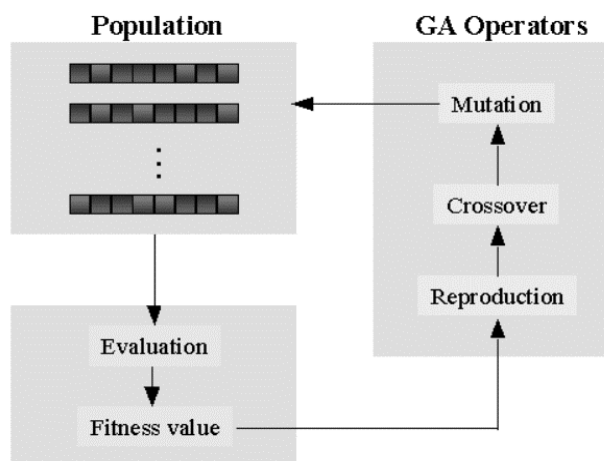 Population
GA Operators
Mutation
Crossover
Reproduction
Evaluation
Fitness value